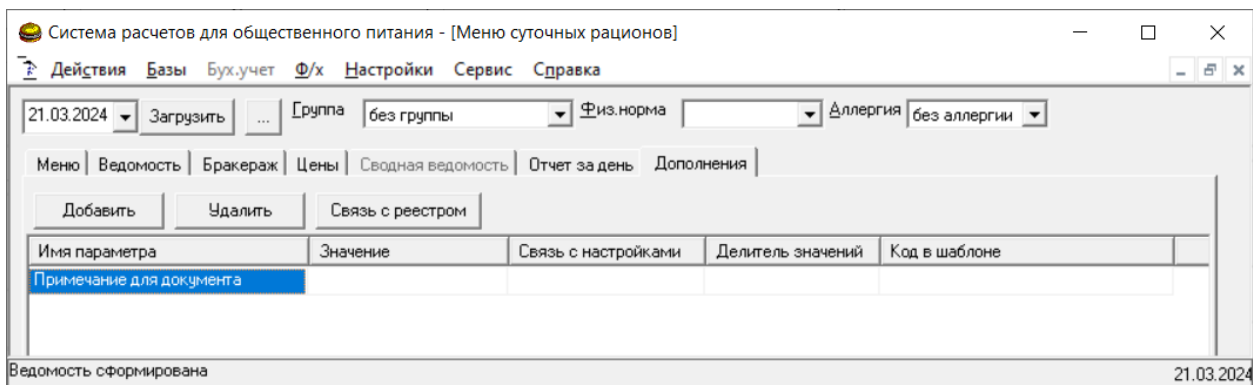 Система расчетов для общественного питания - [Меню суточных рационов]
Действия Базы Бух.учет Ф/х Настройки Сервис Справка
21.03.2024 Загрузить ... Группа без группы Физ.норма Аллергия без аллергии
Меню Ведомость Бракераж Цены Сводная ведомость Отчет за день Дополнения
Добавить Удалить Связь с реестром
Имя параметра Значение Связь с настройками Делитель значений Код в шаблоне
Примечание для документа
Ведомость сформирована 21.03.2024